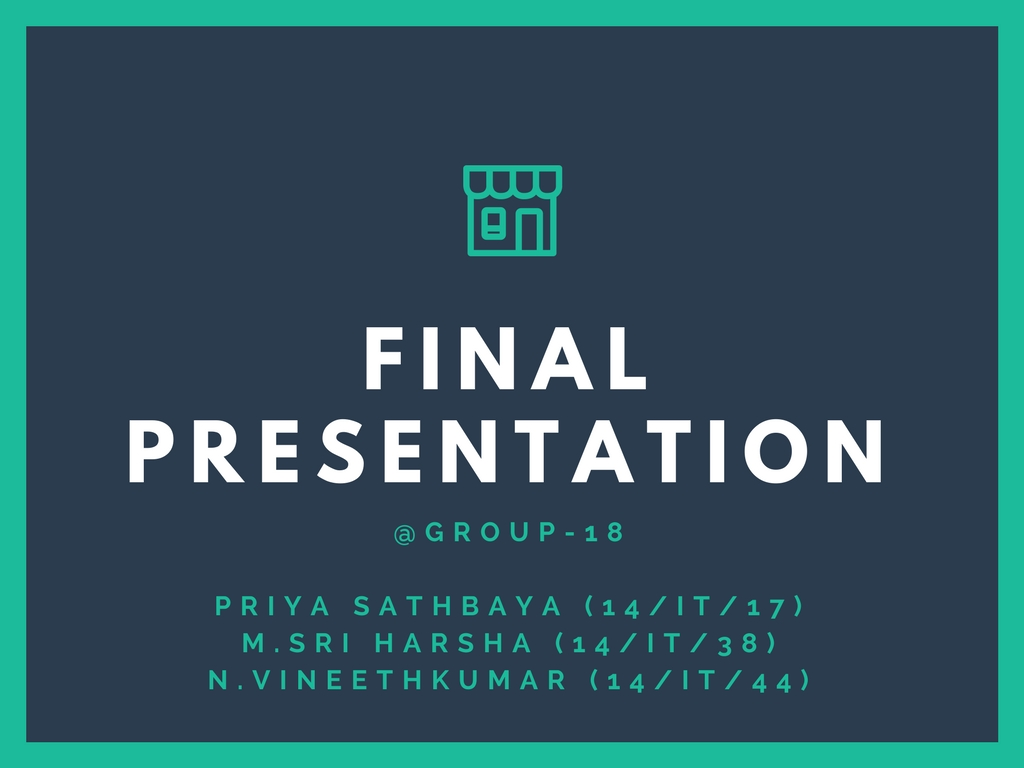 FINAL
PRESENTATION
@GROUP-18
PRIYA SATHBAYA (14/IT/17)
M.SRI HARSHA (14/IT/38)
N.VINEETHKUMAR (14/IT/44)